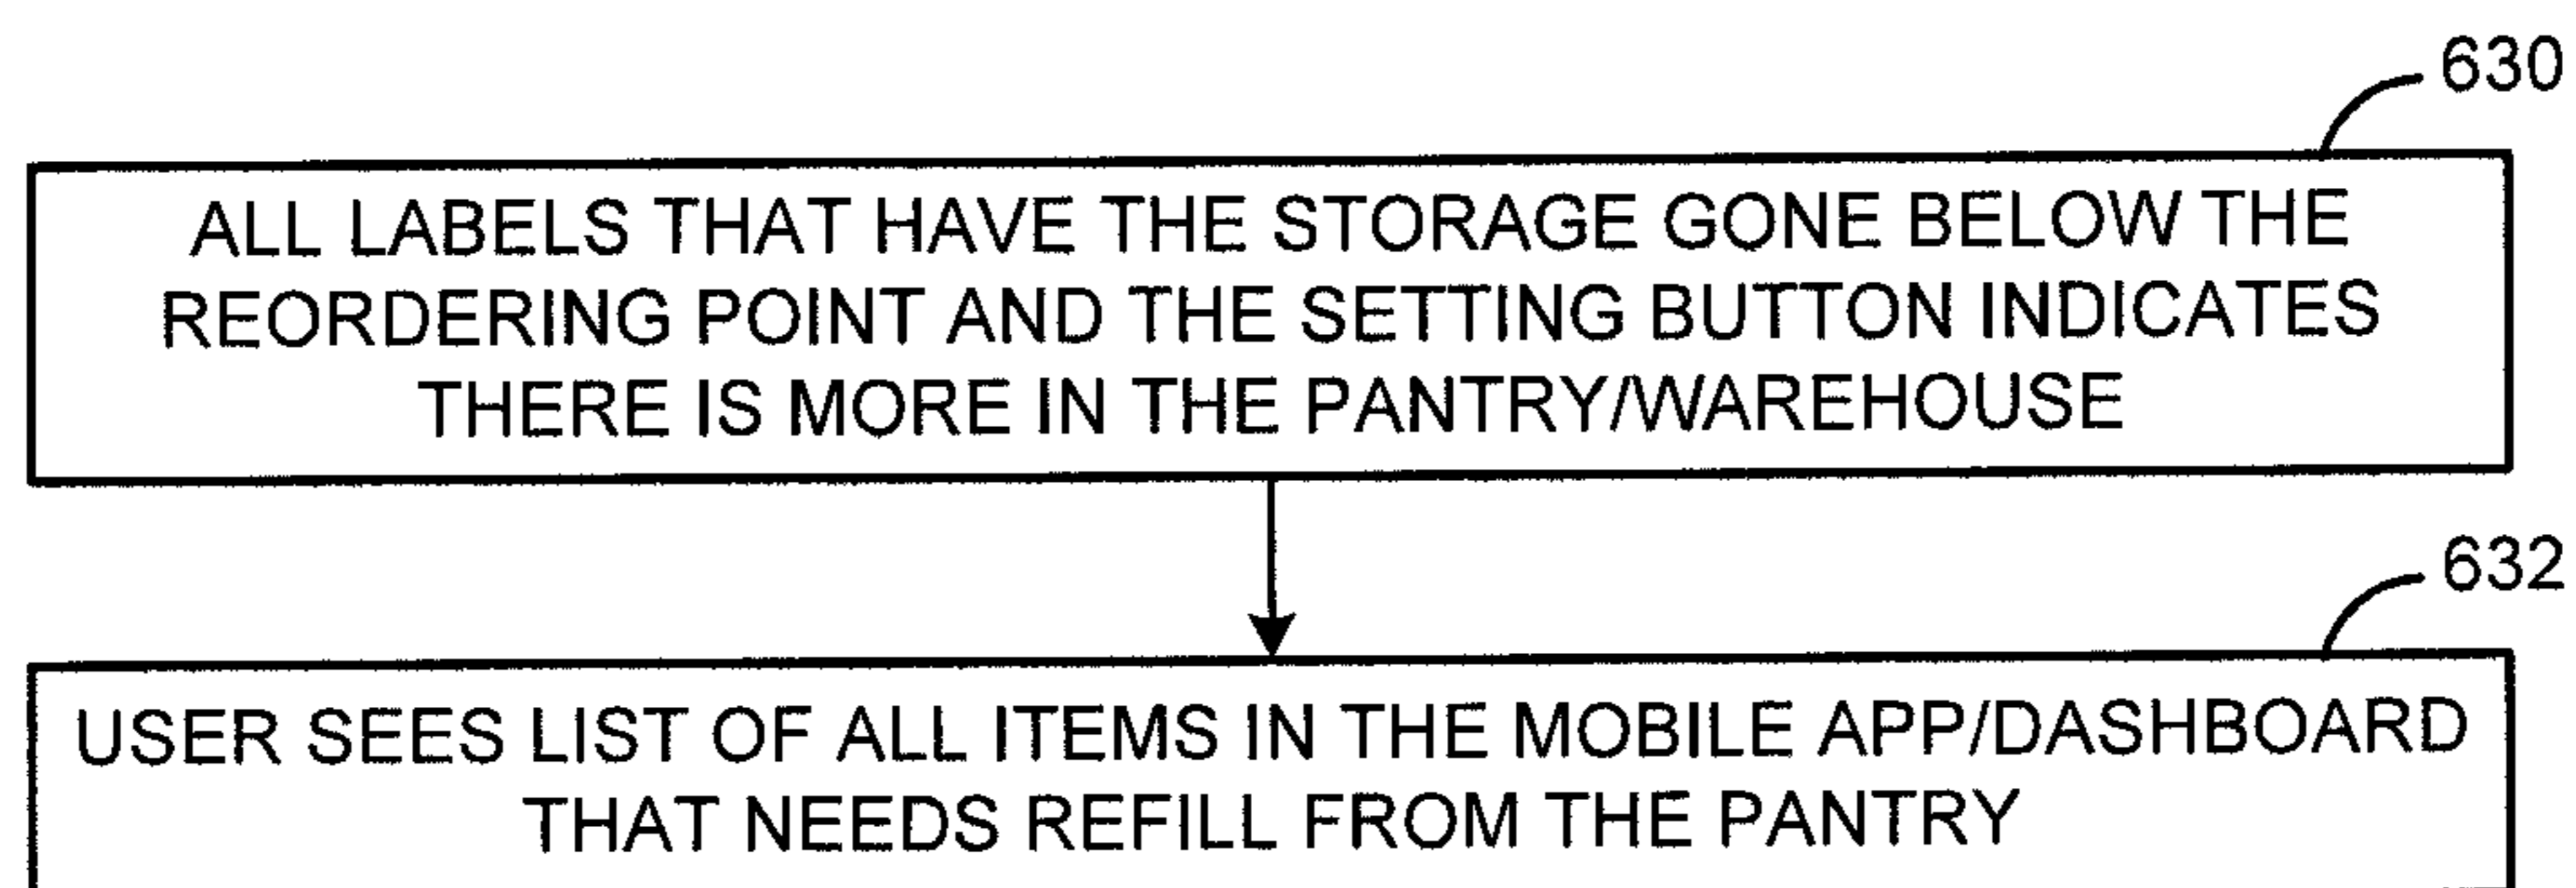 630
ALL LABELS THAT HAVE THE STORAGE GONE BELOW THE
REORDERING POINT AND THE SETTING BUTTON INDICATES
THERE IS MORE IN THE PANTRY/WAREHOUSE
632
USER SEES LIST OF ALL ITEMS IN THE MOBILE APP/DASHBOARD
THAT NEEDS REFILL FROM THE PANTRY